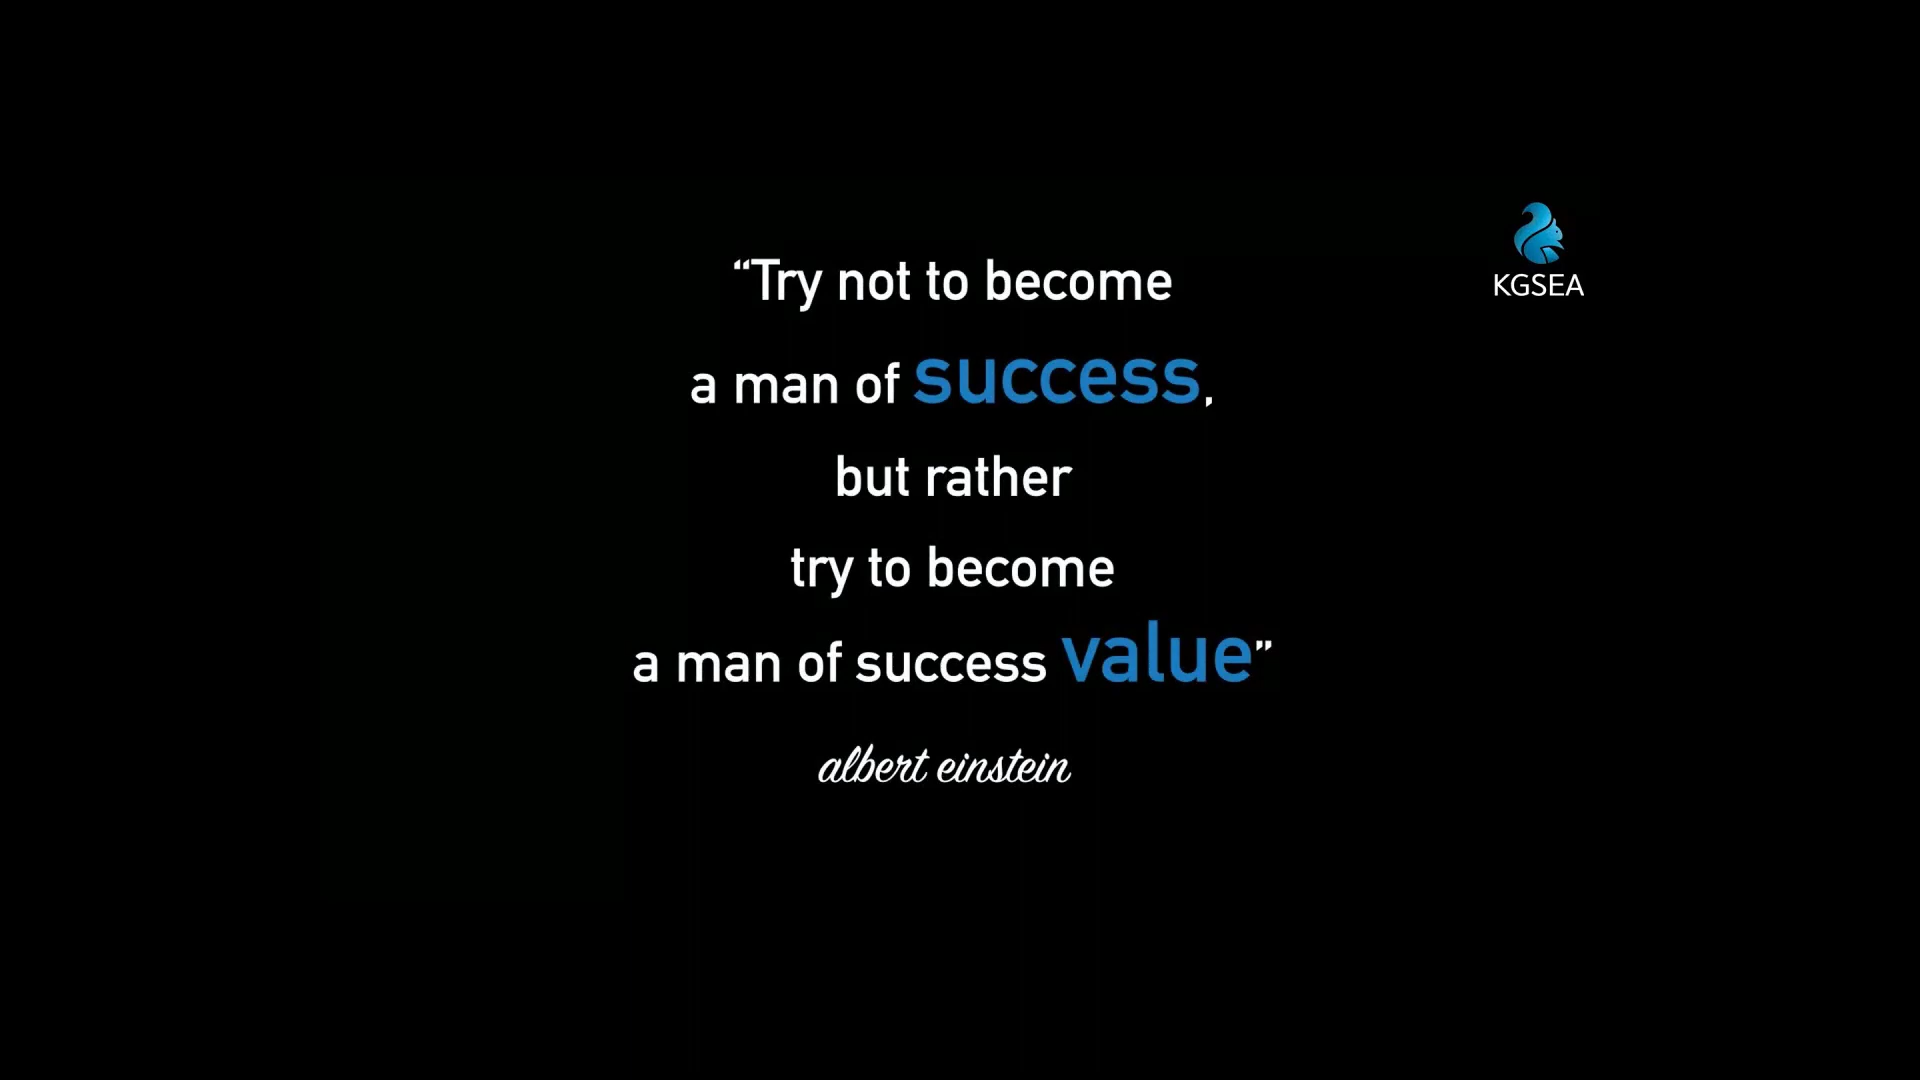 “Try not to become
a man of success,
but rather
try to become
a man of success value”
albert einstein
KGSEA